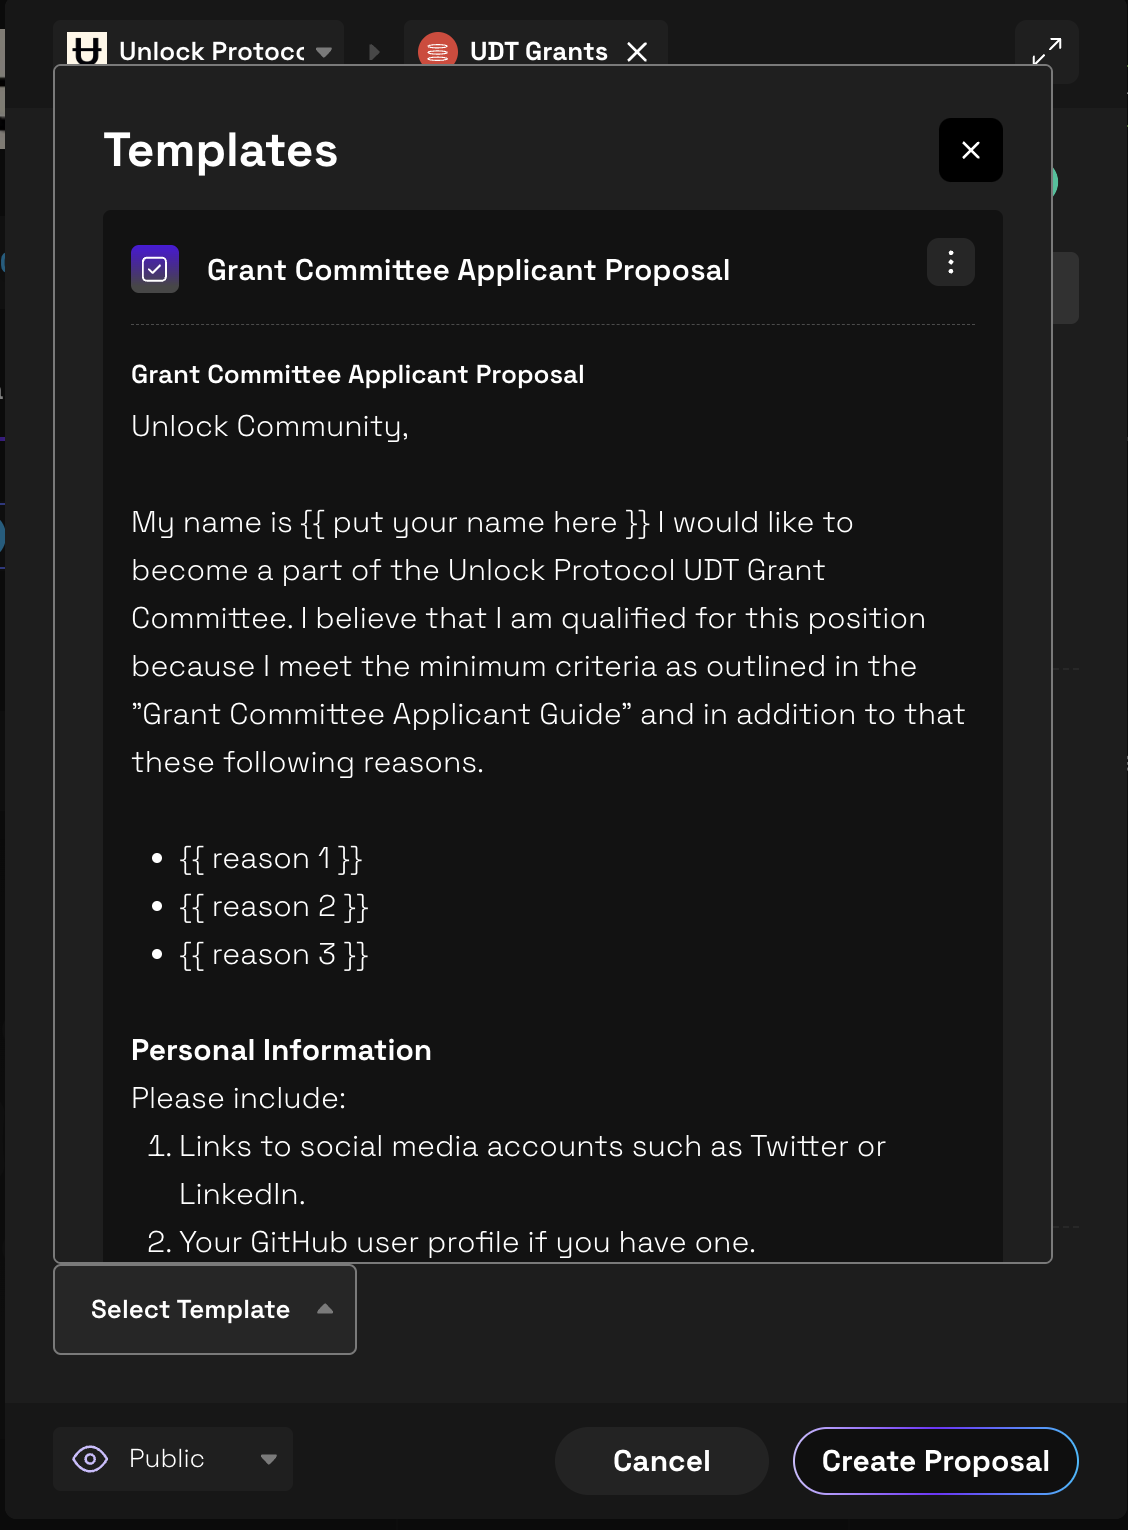 Unlock Protoc
UDT Grants
Templates
Grant Committee Applicant Proposal
Grant Committee Applicant Proposal
Unlock Community,
My name is {{ put your name here }} I would like to
become a part of the Unlock Protocol UDT Grant
Committee. I believe that I am qualified for this position
because I meet the minimum criteria as outlined in the
”Grant Committee Applicant Guide” and in addition to that
these following reasons.
• {{ reason 1 }}
• {{ reason 2 }}
• {{ reason 3 }}
Personal Information
Please include:
1. Links to social media accounts such as Twitter or
LinkedIn.
2. Your GitHub user profile if you have one.
Select Template
Public
Cancel
Create Proposal